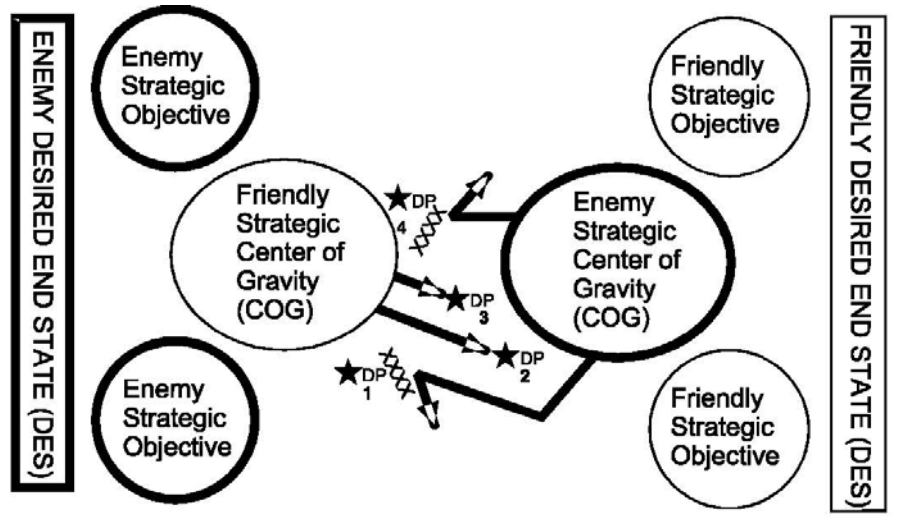 ENEMY DESIRED END STATE (DES)
Enemy
Strategic
Objective
Friendly
Strategic
Objective
FRIENDLY DESIRED END STATE (DES)
Friendly
Strategic
Center of
Gravity
(COG)
DP
4
Enemy
Strategic
Center of
Gravity
(COG)
DP
3
DP
2
DP
1
Enemy
Strategic
Objective
Friendly
Strategic
Objective